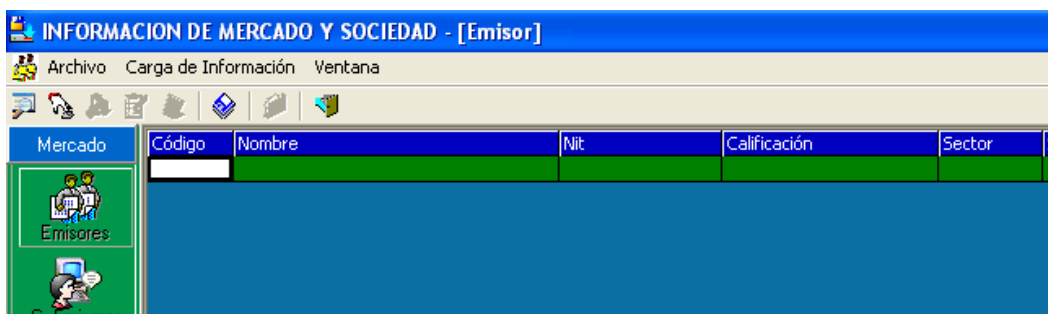 INFORMACION DE MERCADO Y SOCIEDAD - [Emisor]
Archivo Carga de Información Ventana
Mercado Código Nombre Nit Calificación Sector
Emisores